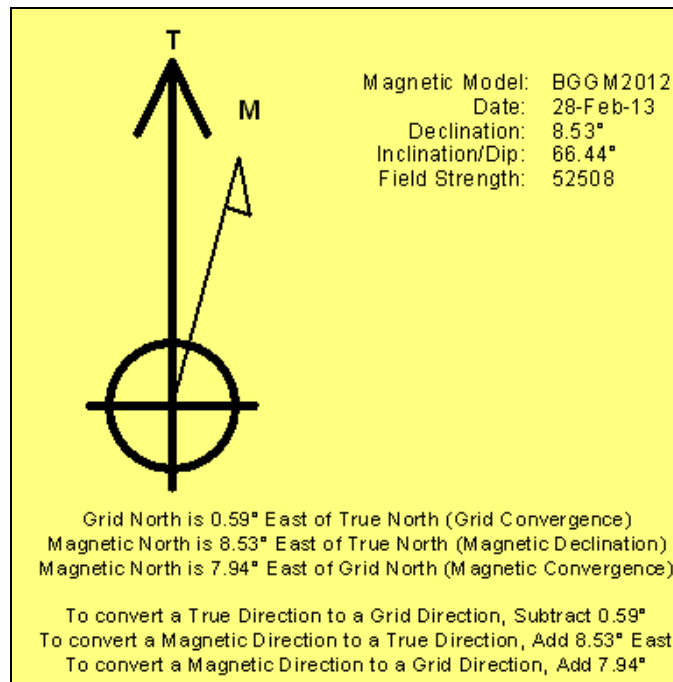 T
M
Magnetic Model: BGGM2012
Date: 28-Feb-13
Declination: 8.53°
Inclination/Dip: 66.44°
Field Strength: 52508
Grid North is 0.59° East of True North (Grid Convergence)
Magnetic North is 8.53° East of True North (Magnetic Declination)
Magnetic North is 7.94° East of Grid North (Magnetic Convergence)
To convert a True Direction to a Grid Direction, Subtract 0.59°
To convert a Magnetic Direction to a True Direction, Add 8.53° East
To convert a Magnetic Direction to a Grid Direction, Add 7.94°